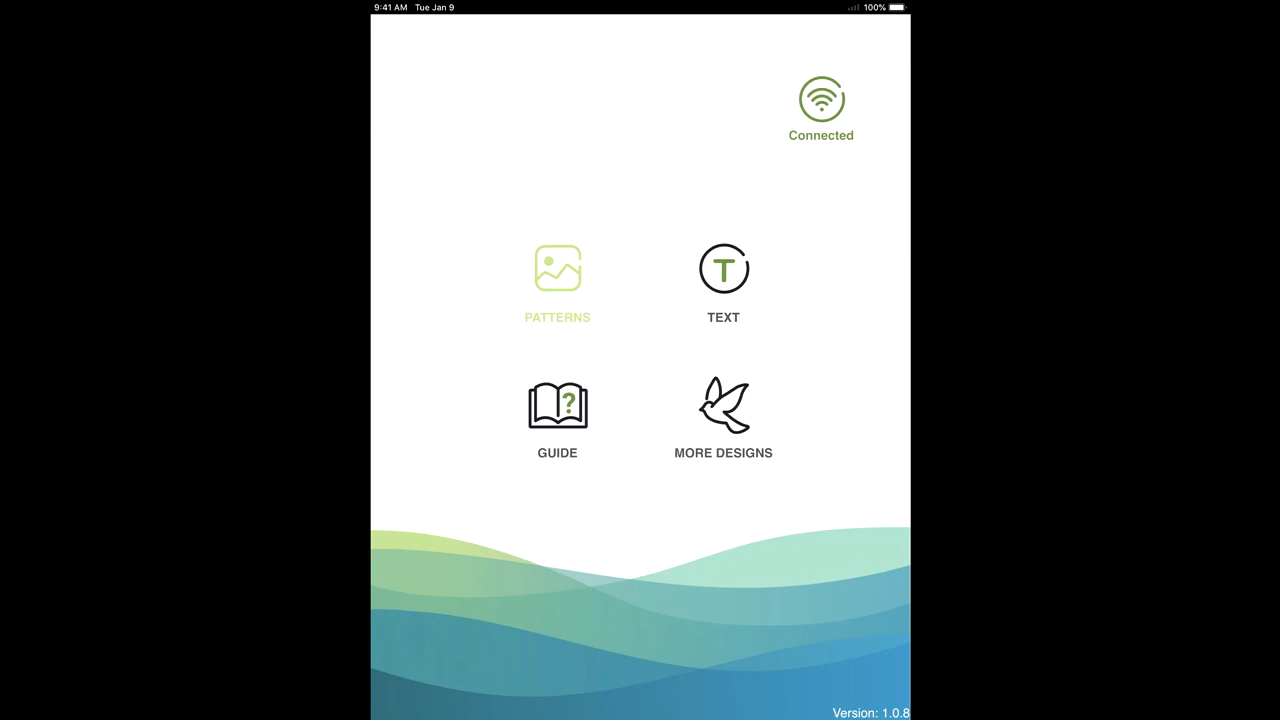 9:41 AM Tue Jan 9
100%
Connected
T
PATTERNS
TEXT
?
GUIDE
MORE DESIGNS
Version: 1.0.8